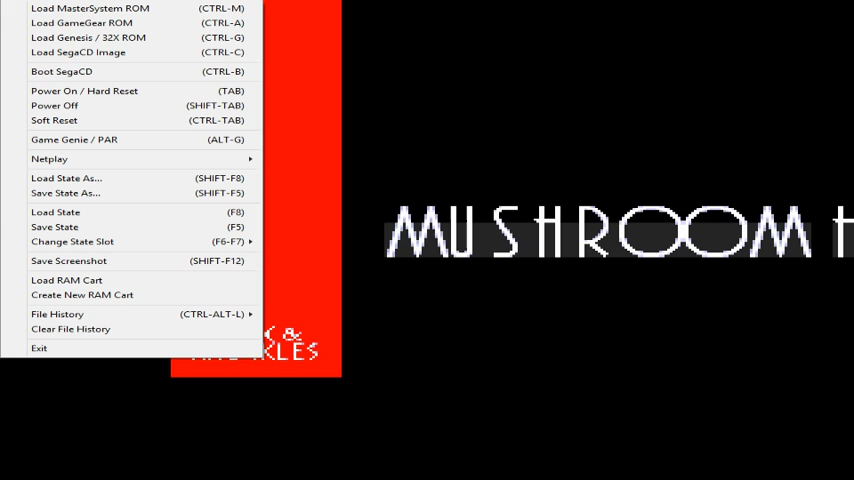 Load MasterSystem ROM (CTRL-M)
Load GameGear ROM (CTRL-A)
Load Genesis / 32X ROM (CTRL-G)
Load SegaCD Image (CTRL-C)
Boot SegaCD (CTRL-B)
Power On / Hard Reset (TAB)
Power Off (SHIFT-TAB)
Soft Reset (CTRL-TAB)
Game Genie / PAR (ALT-G)
Netplay
Load State As... (SHIFT-F8)
Save State As... (SHIFT-F5)
Load State (F8)
Save State (F5)
Change State Slot (F6-F7)
Save Screenshot (SHIFT-F12)
Load RAM Cart
Create New RAM Cart
File History (CTRL-ALT-L)
Clear File History
Exit
MUSHROOM
&